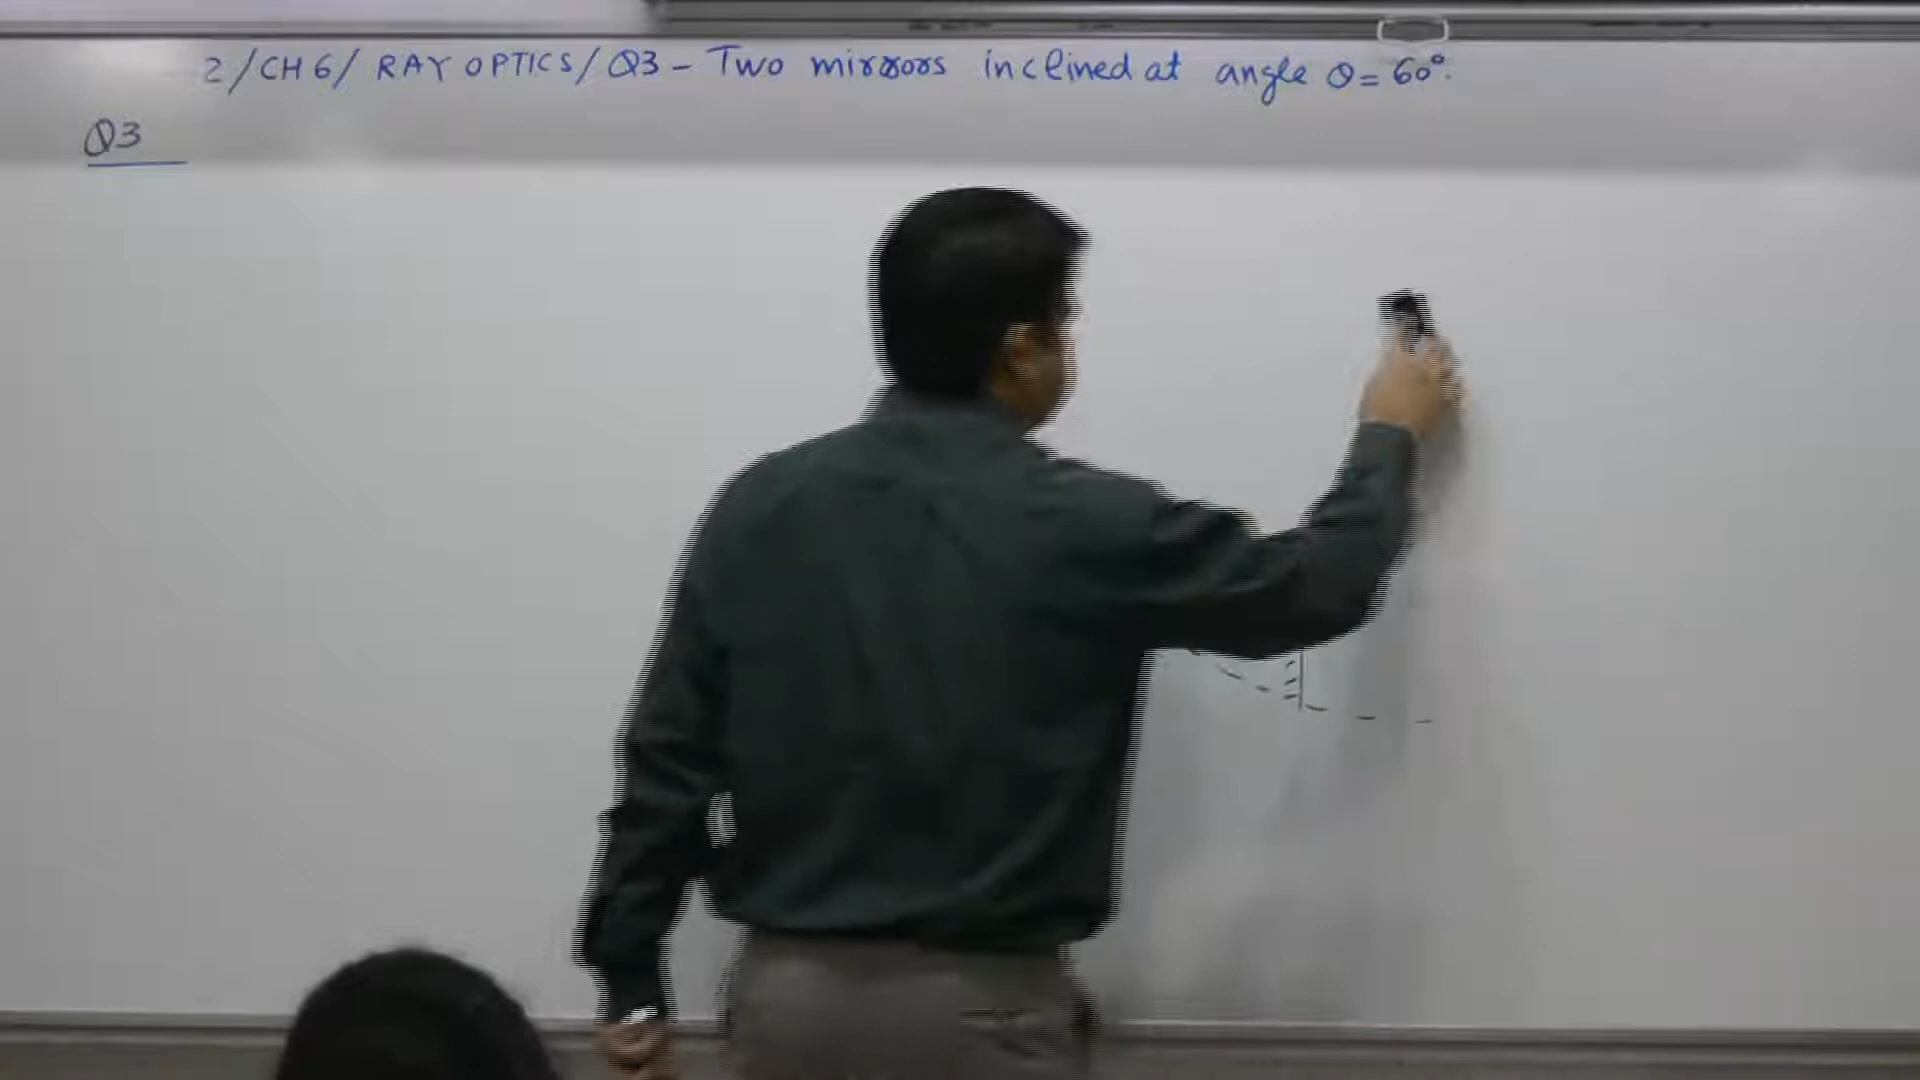 2/CH6/ RAY OPTICS/Q3 - Two mirrors inclined at angle θ = 60°.
Q3